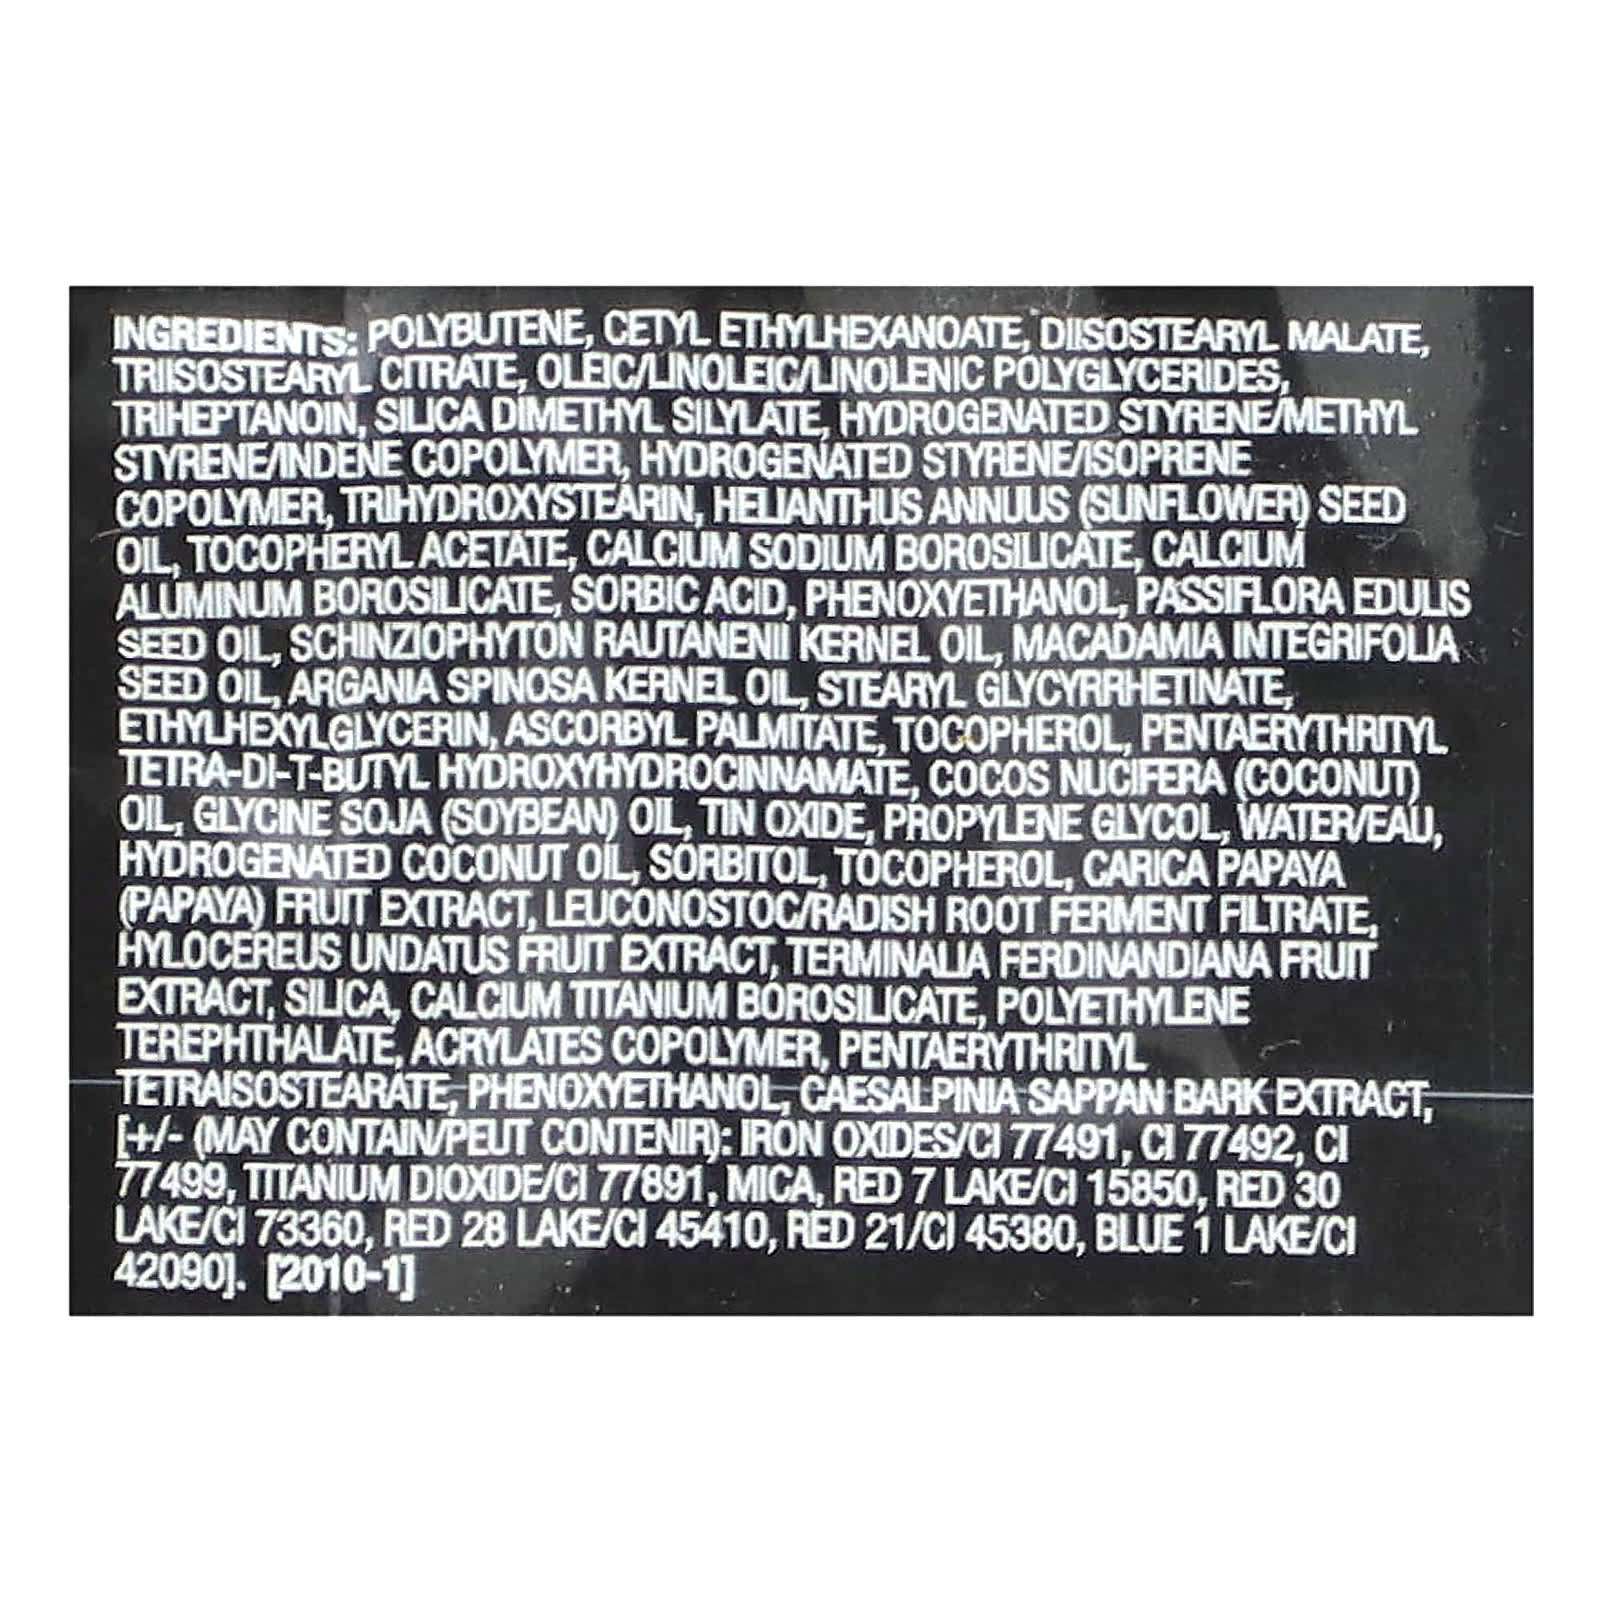 INGREDIENTS: POLYBUTENE, CETYL ETHYLHEXANOATE, DIISOSTEARYL MALATE,
TRIISOSTEARYL CITRATE, OLEIC/LINOLEIC/LINOLENIC POLYGLYCERIDES,
TRIHEPTANOIN, SILICA DIMETHYL SILYLATE, HYDROGENATED STYRENE/METHYL
STYRENE/INDENE COPOLYMER, HYDROGENATED STYRENE/ISOPRENE
COPOLYMER, TRIHYDROXYSTEARIN, HELIANTHUS ANNUUS (SUNFLOWER) SEED
OIL, TOCOPHERYL ACETATE, CALCIUM SODIUM BOROSILICATE, CALCIUM
ALUMINUM BOROSILICATE, SORBIC ACID, PHENOXYETHANOL, PASSIFLORA EDULIS
SEED OIL, SCHINZIOPHYTON RAUTANENII KERNEL OIL, MACADAMIA INTEGRIFOLIA
SEED OIL, ARGANIA SPINOSA KERNEL OIL, STEARYL GLYCYRRHETINATE,
ETHYLHEXYLGLYCERIN, ASCORBYL PALMITATE, TOCOPHEROL, PENTAERYTHRITYL
TETRA-DI-T-BUTYL HYDROXYHYDROCINNAMATE, COCOS NUCIFERA (COCONUT)
OIL, GLYCINE SOJA (SOYBEAN) OIL, TIN OXIDE, PROPYLENE GLYCOL, WATER/EAU,
HYDROGENATED COCONUT OIL, SORBITOL, TOCOPHEROL, CARICA PAPAYA
(PAPAYA) FRUIT EXTRACT, LEUCONOSTOC/RADISH ROOT FERMENT FILTRATE,
HYLOCEREUS UNDATUS FRUIT EXTRACT, TERMINALIA FERDINANDIANA FRUIT
EXTRACT, SILICA, CALCIUM TITANIUM BOROSILICATE, POLYETHYLENE
TEREPHTHALATE, ACRYLATES COPOLYMER, PENTAERYTHRITYL
TETRAISOSTEARATE, PHENOXYETHANOL, CAESALPINIA SAPPAN BARK EXTRACT,
[+/- (MAY CONTAIN/PEUT CONTENIR): IRON OXIDES/CI 77491, CI 77492, CI
77499, TITANIUM DIOXIDE/CI 77891, MICA, RED 7 LAKE/CI 15850, RED 30
LAKE/CI 73360, RED 28 LAKE/CI 45410, RED 21/CI 45380, BLUE 1 LAKE/CI
42090]. [2010-1]